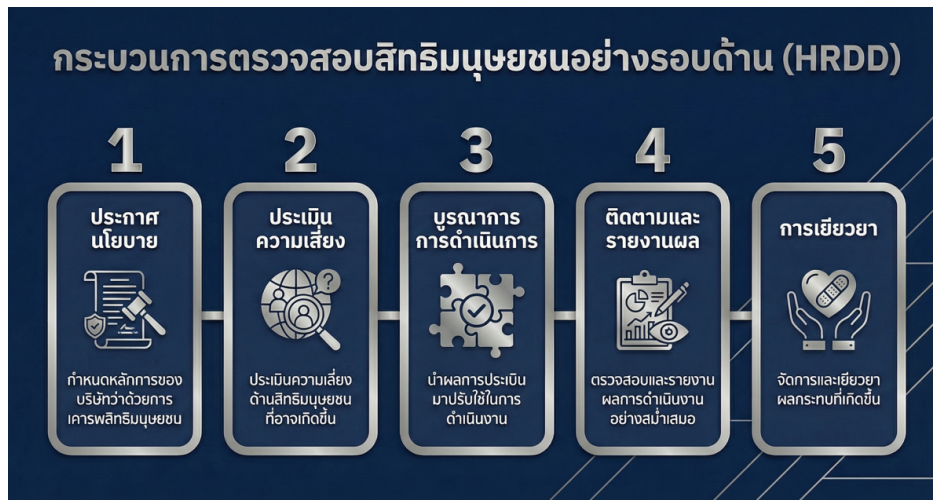 กระบวนการตรวจสอบสิทธิมนุษยชนอย่างรอบด้าน (HRDD)
1
ประกาศ
นโยบาย
กำหนดหลักการของ
บริษัทว่าด้วยการ
เคารพสิทธิมนุษยชน
2
ประเมิน
ความเสี่ยง
?
ประเมินความเสี่ยง
ด้านสิทธิมนุษยชน
ที่อาจเกิดขึ้น
3
บูรณาการ
การดำเนินการ
นำผลการประเมิน
มาปรับใช้ในการ
ดำเนินงาน
4
ติดตามและ
รายงานผล
ตรวจสอบและรายงาน
ผลการดำเนินงาน
อย่างสม่ำเสมอ
5
การเยียวยา
จัดการและเยียวยา
ผลกระทบที่เกิดขึ้น